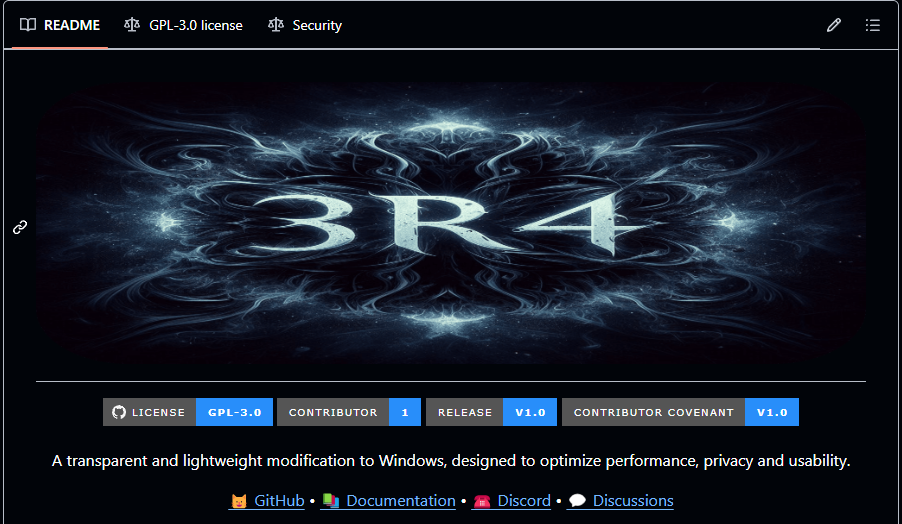 README GPL-3.0 license Security
3R4
LICENSE GPL-3.0 CONTRIBUTOR 1 RELEASE V1.0 CONTRIBUTOR COVENANT V1.0
A transparent and lightweight modification to Windows, designed to optimize performance, privacy and usability.
GitHub • Documentation • Discord • Discussions